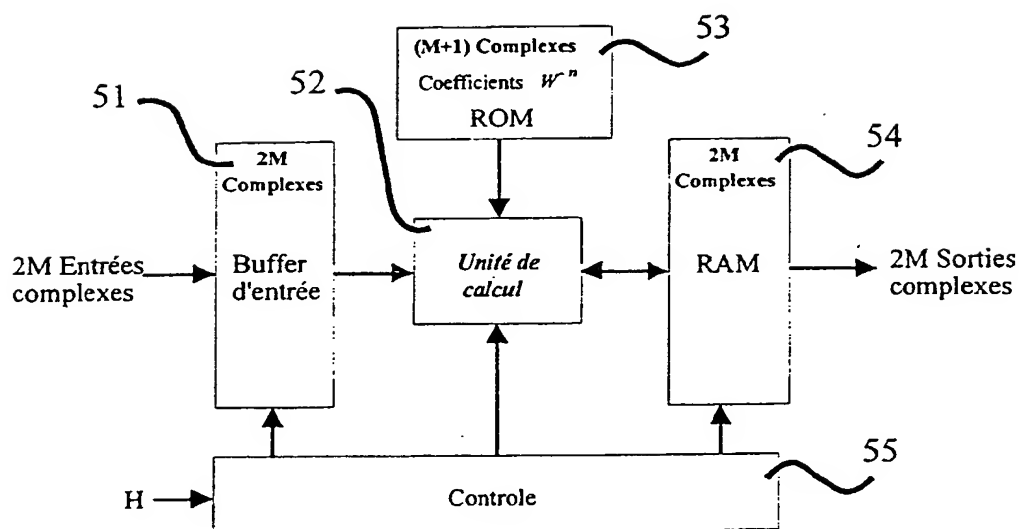 53
(M+1) Complexes
Coefficients W^n
ROM
51
52
54
2M
Complexes
2M
Complexes
2M Entrées
complexes
Buffer
d'entrée
Unité de
calcul
RAM
2M Sorties
complexes
55
H
Controle